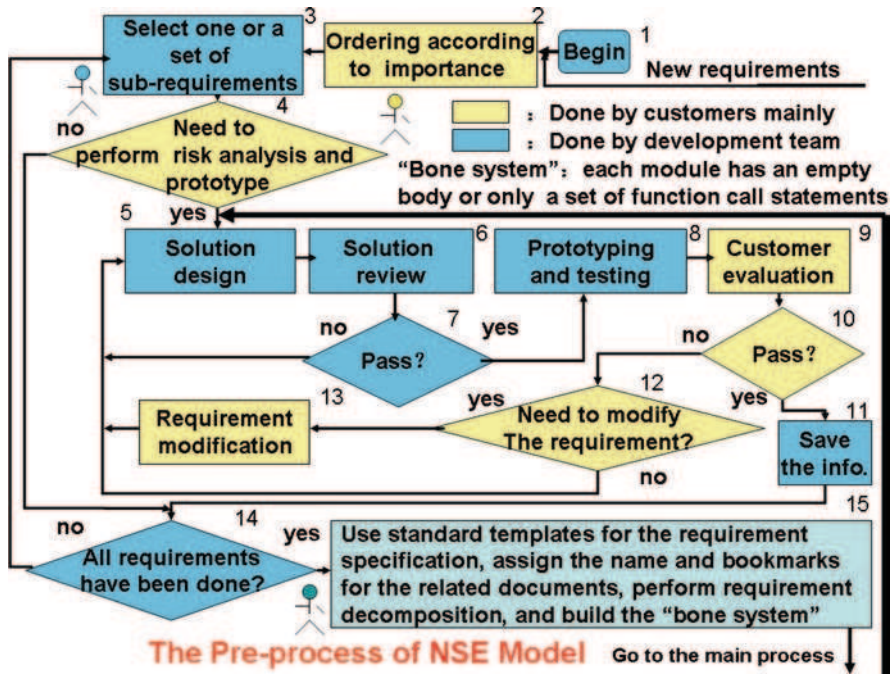 3
Select one or a
set of
sub-requirements
2
Ordering according
to importance
1
Begin
New requirements
4
no
Need to
perform risk analysis and
prototype
: Done by customers mainly
: Done by development team
“Bone system”: each module has an empty
body or only a set of function call statements
yes
5
Solution
design
6
Solution
review
8
Prototyping
and testing
9
Customer
evaluation
no
7
yes
Pass?
10
no
Pass?
yes
13
Requirement
modification
yes
12
Need to modify
The requirement?
no
11
Save
the info.
no
14
All requirements
have been done?
yes
15
Use standard templates for the requirement
specification, assign the name and bookmarks
for the related documents, perform requirement
decomposition, and build the “bone system”
The Pre-process of NSE Model
Go to the main process